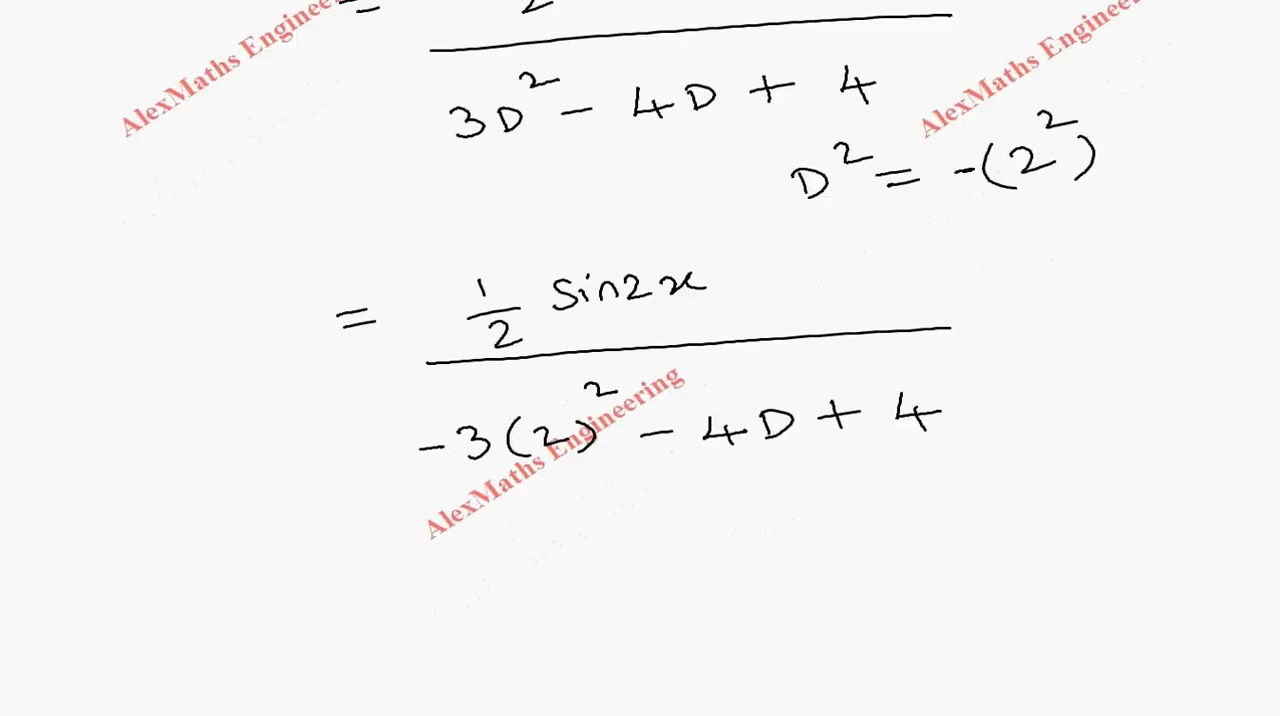 = 2
AlexMaths Engineering
AlexMaths Engineering
3D² - 4D + 4
D² = -(2²)
= 1/2 sin2x
-3(2)² - 4D + 4
AlexMaths Engineering